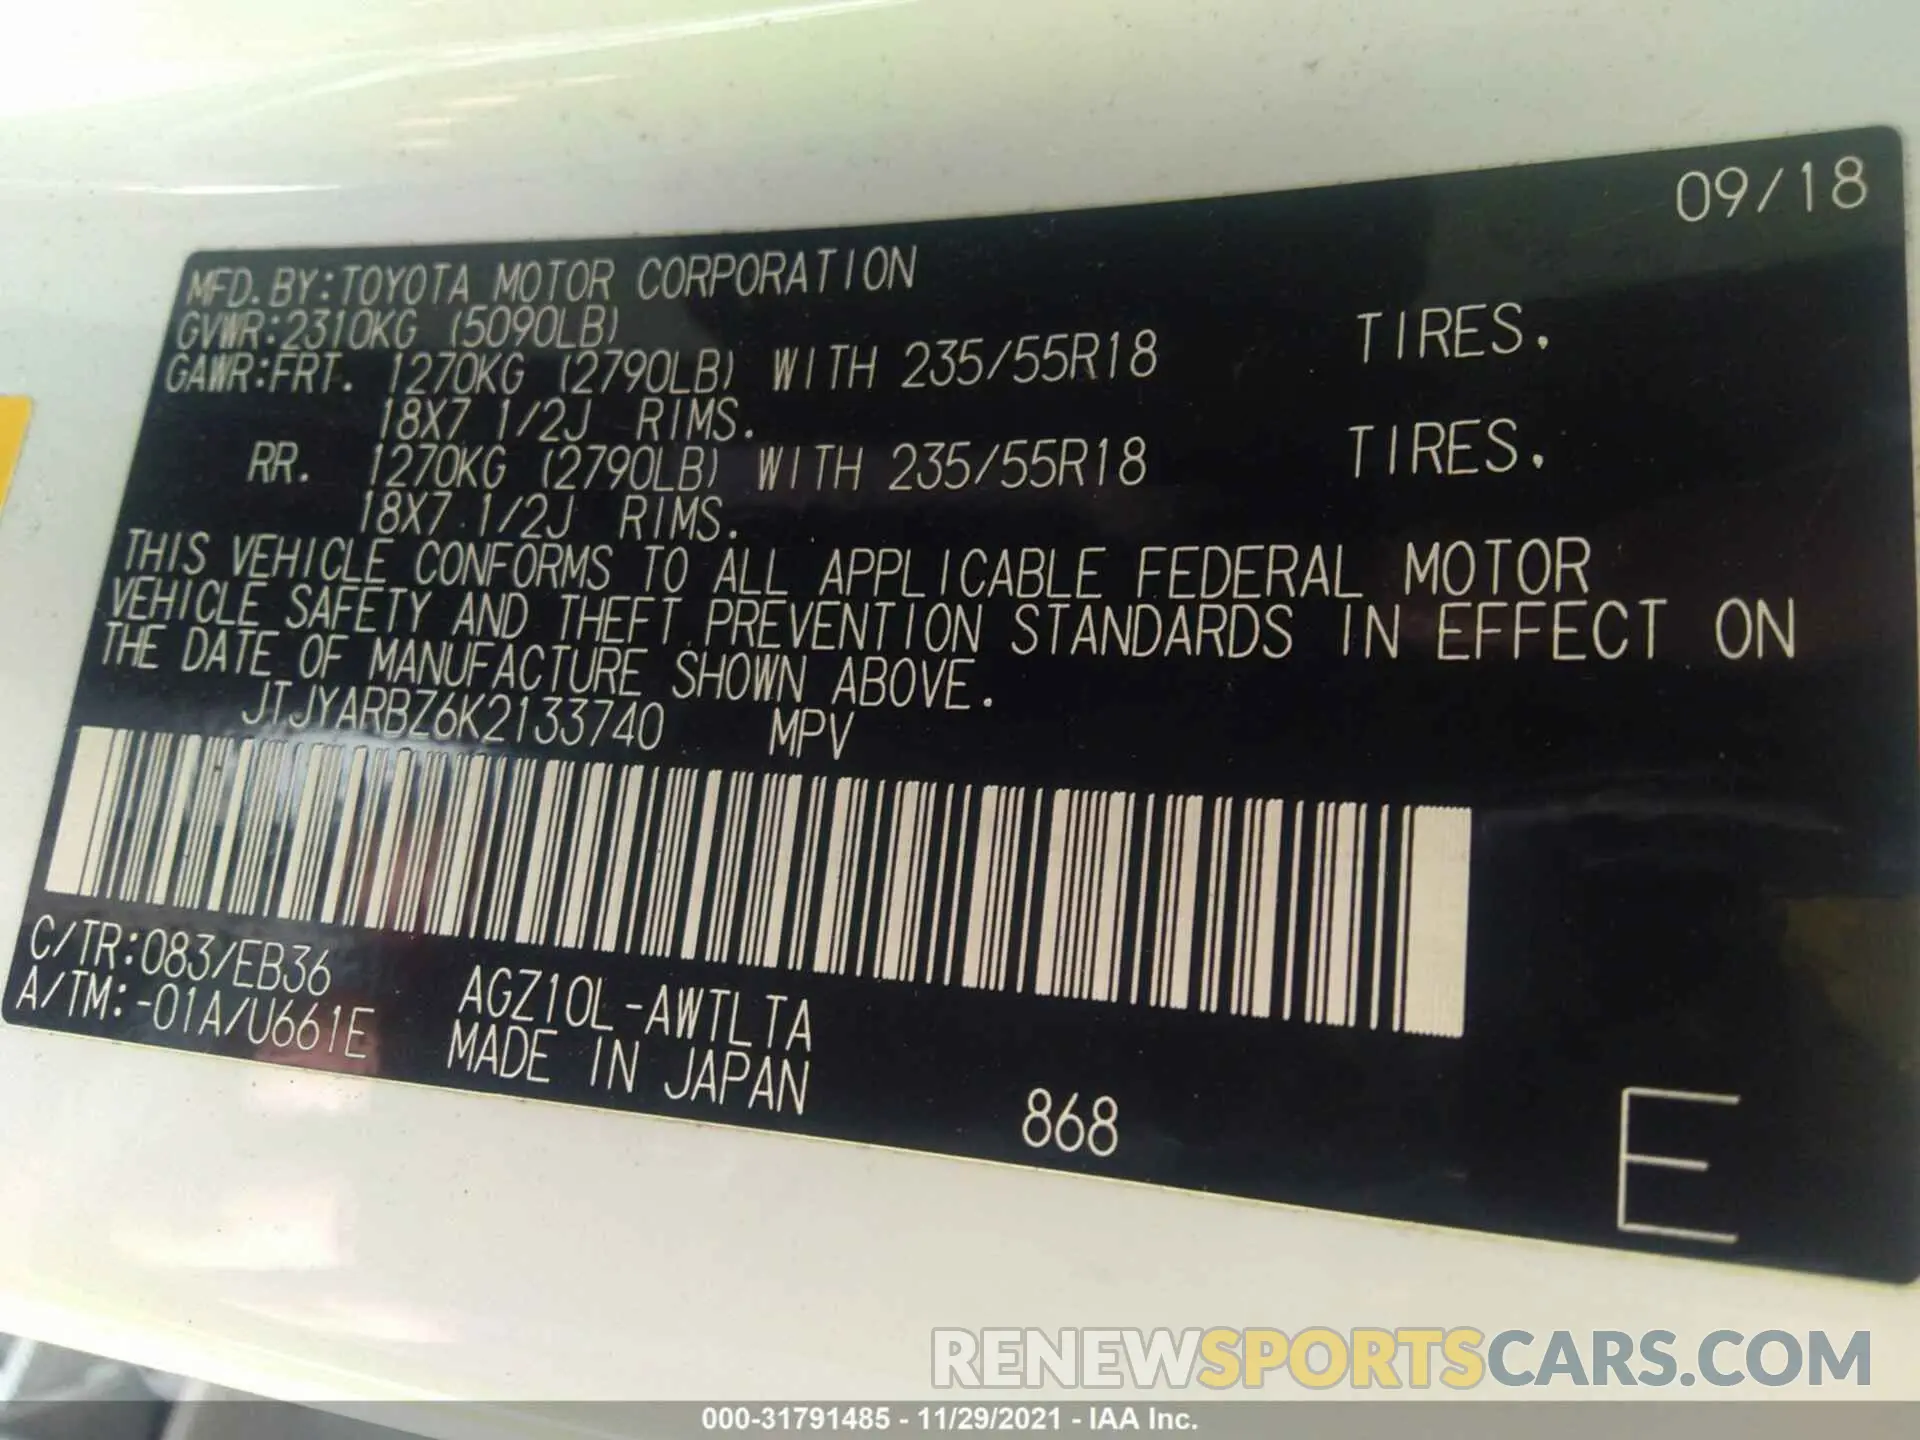 09/18
MFD.BY:TOYOTA MOTOR CORPORATION
GVWR:2310KG (5090LB)
GAWR:FRT. 1270KG (2790LB) WITH 235/55R18 TIRES.
18X7 1/2J RIMS.
RR. 1270KG (2790LB) WITH 235/55R18 TIRES.
18X7 1/2J RIMS.
THIS VEHICLE CONFORMS TO ALL APPLICABLE FEDERAL MOTOR
VEHICLE SAFETY AND THEFT PREVENTION STANDARDS IN EFFECT ON
THE DATE OF MANUFACTURE SHOWN ABOVE.
JTJYARBZ6K2133740 MPV
C/TR:083/EB36
A/TM:-01A/U661E
AGZ10L-AWTLTA
MADE IN JAPAN
868
E
RENEWSPORTSCARS.COM
000-31791485 - 11/29/2021 - IAA Inc.